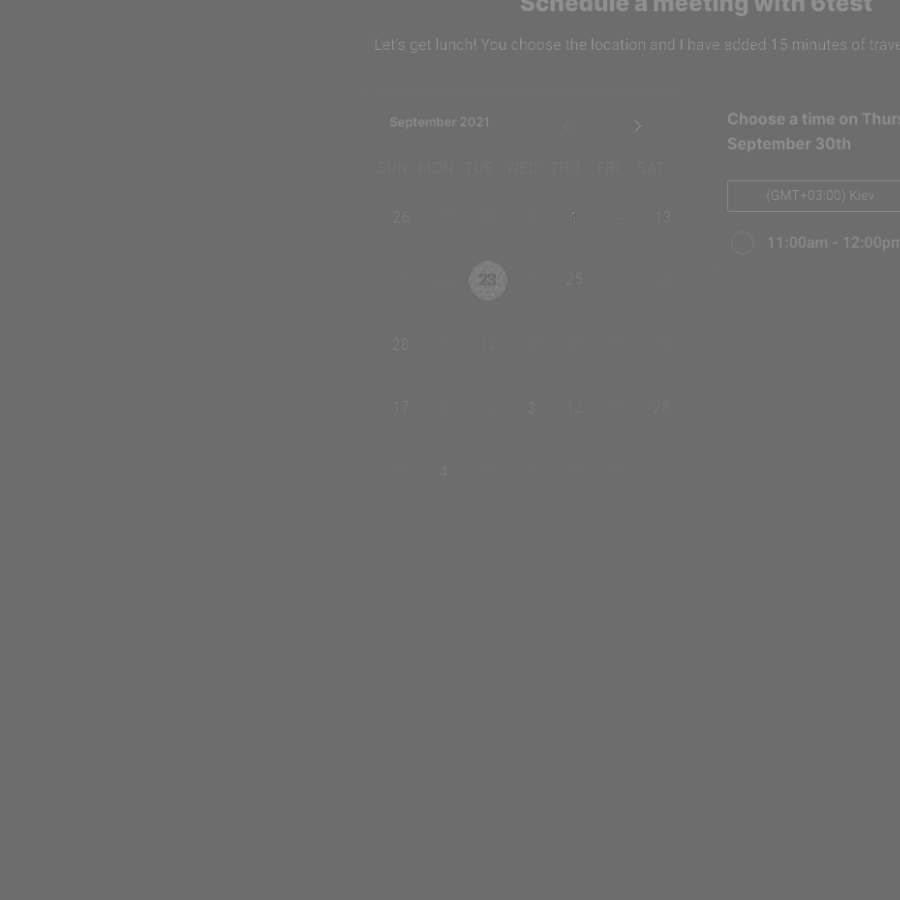 Schedule a meeting with 6test
Let's get lunch! You choose the location and I have added 15 minutes of trave
September 2021
SUN MON TUE WED THU FRI SAT
26 1 13
23 25
28 12
17 3 12 28
4
Choose a time on Thurs
September 30th
(GMT+03:00) Kiev
11:00am - 12:00pm